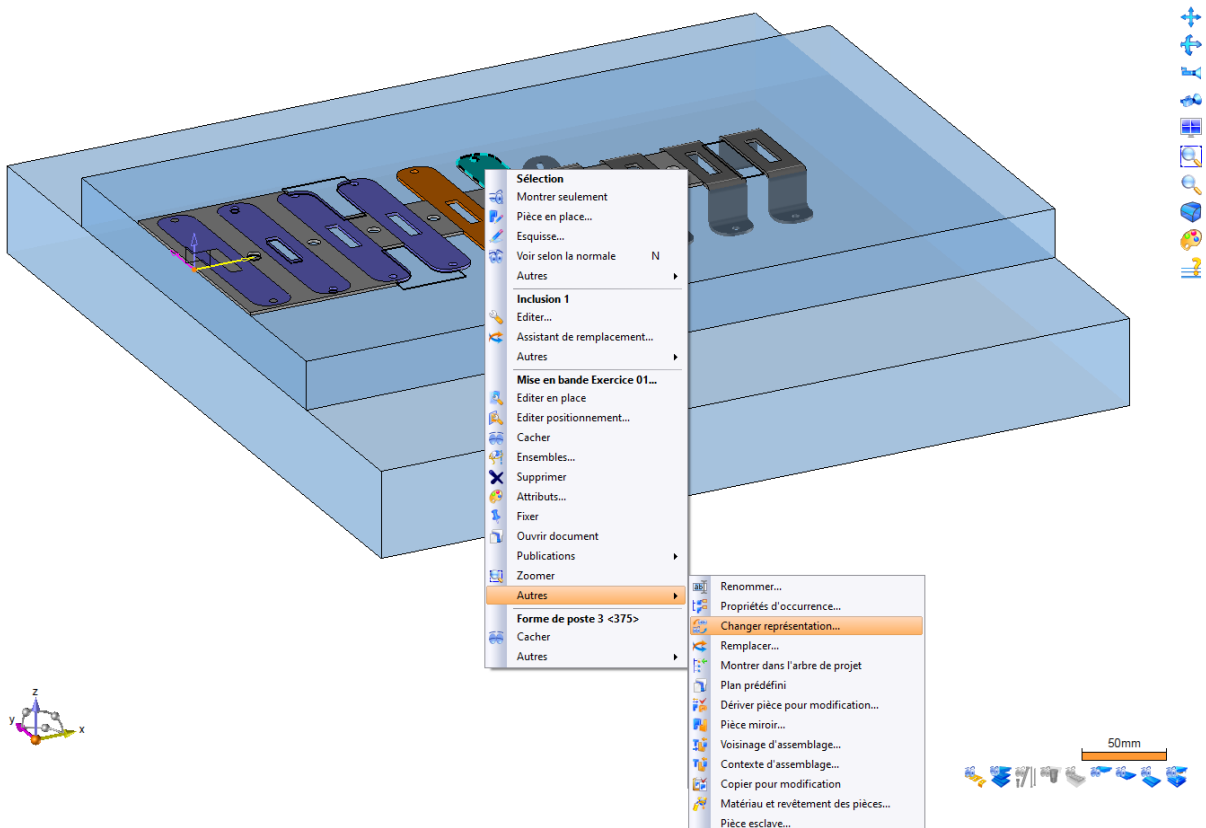 Sélection
Montrer seulement
Pièce en place...
Esquisse...
Voir selon la normale N
Autres
Inclusion 1
Editer...
Assistant de remplacement...
Autres
Mise en bande Exercice 01...
Editer en place
Editer positionnement...
Cacher
Ensembles...
Supprimer
Attributs...
Fixer
Ouvrir document
Publications
Zoomer
Autres
Forme de poste 3 <375>
Cacher
Autres
Renommer...
Propriétés d'occurrence...
Changer représentation...
Remplacer...
Montrer dans l'arbre de projet
Plan prédéfini
Dériver pièce pour modification...
Pièce miroir...
Voisinage d'assemblage...
Contexte d'assemblage...
Copier pour modification
Matériau et revêtement des pièces...
Pièce esclave...
z
y
x
50mm